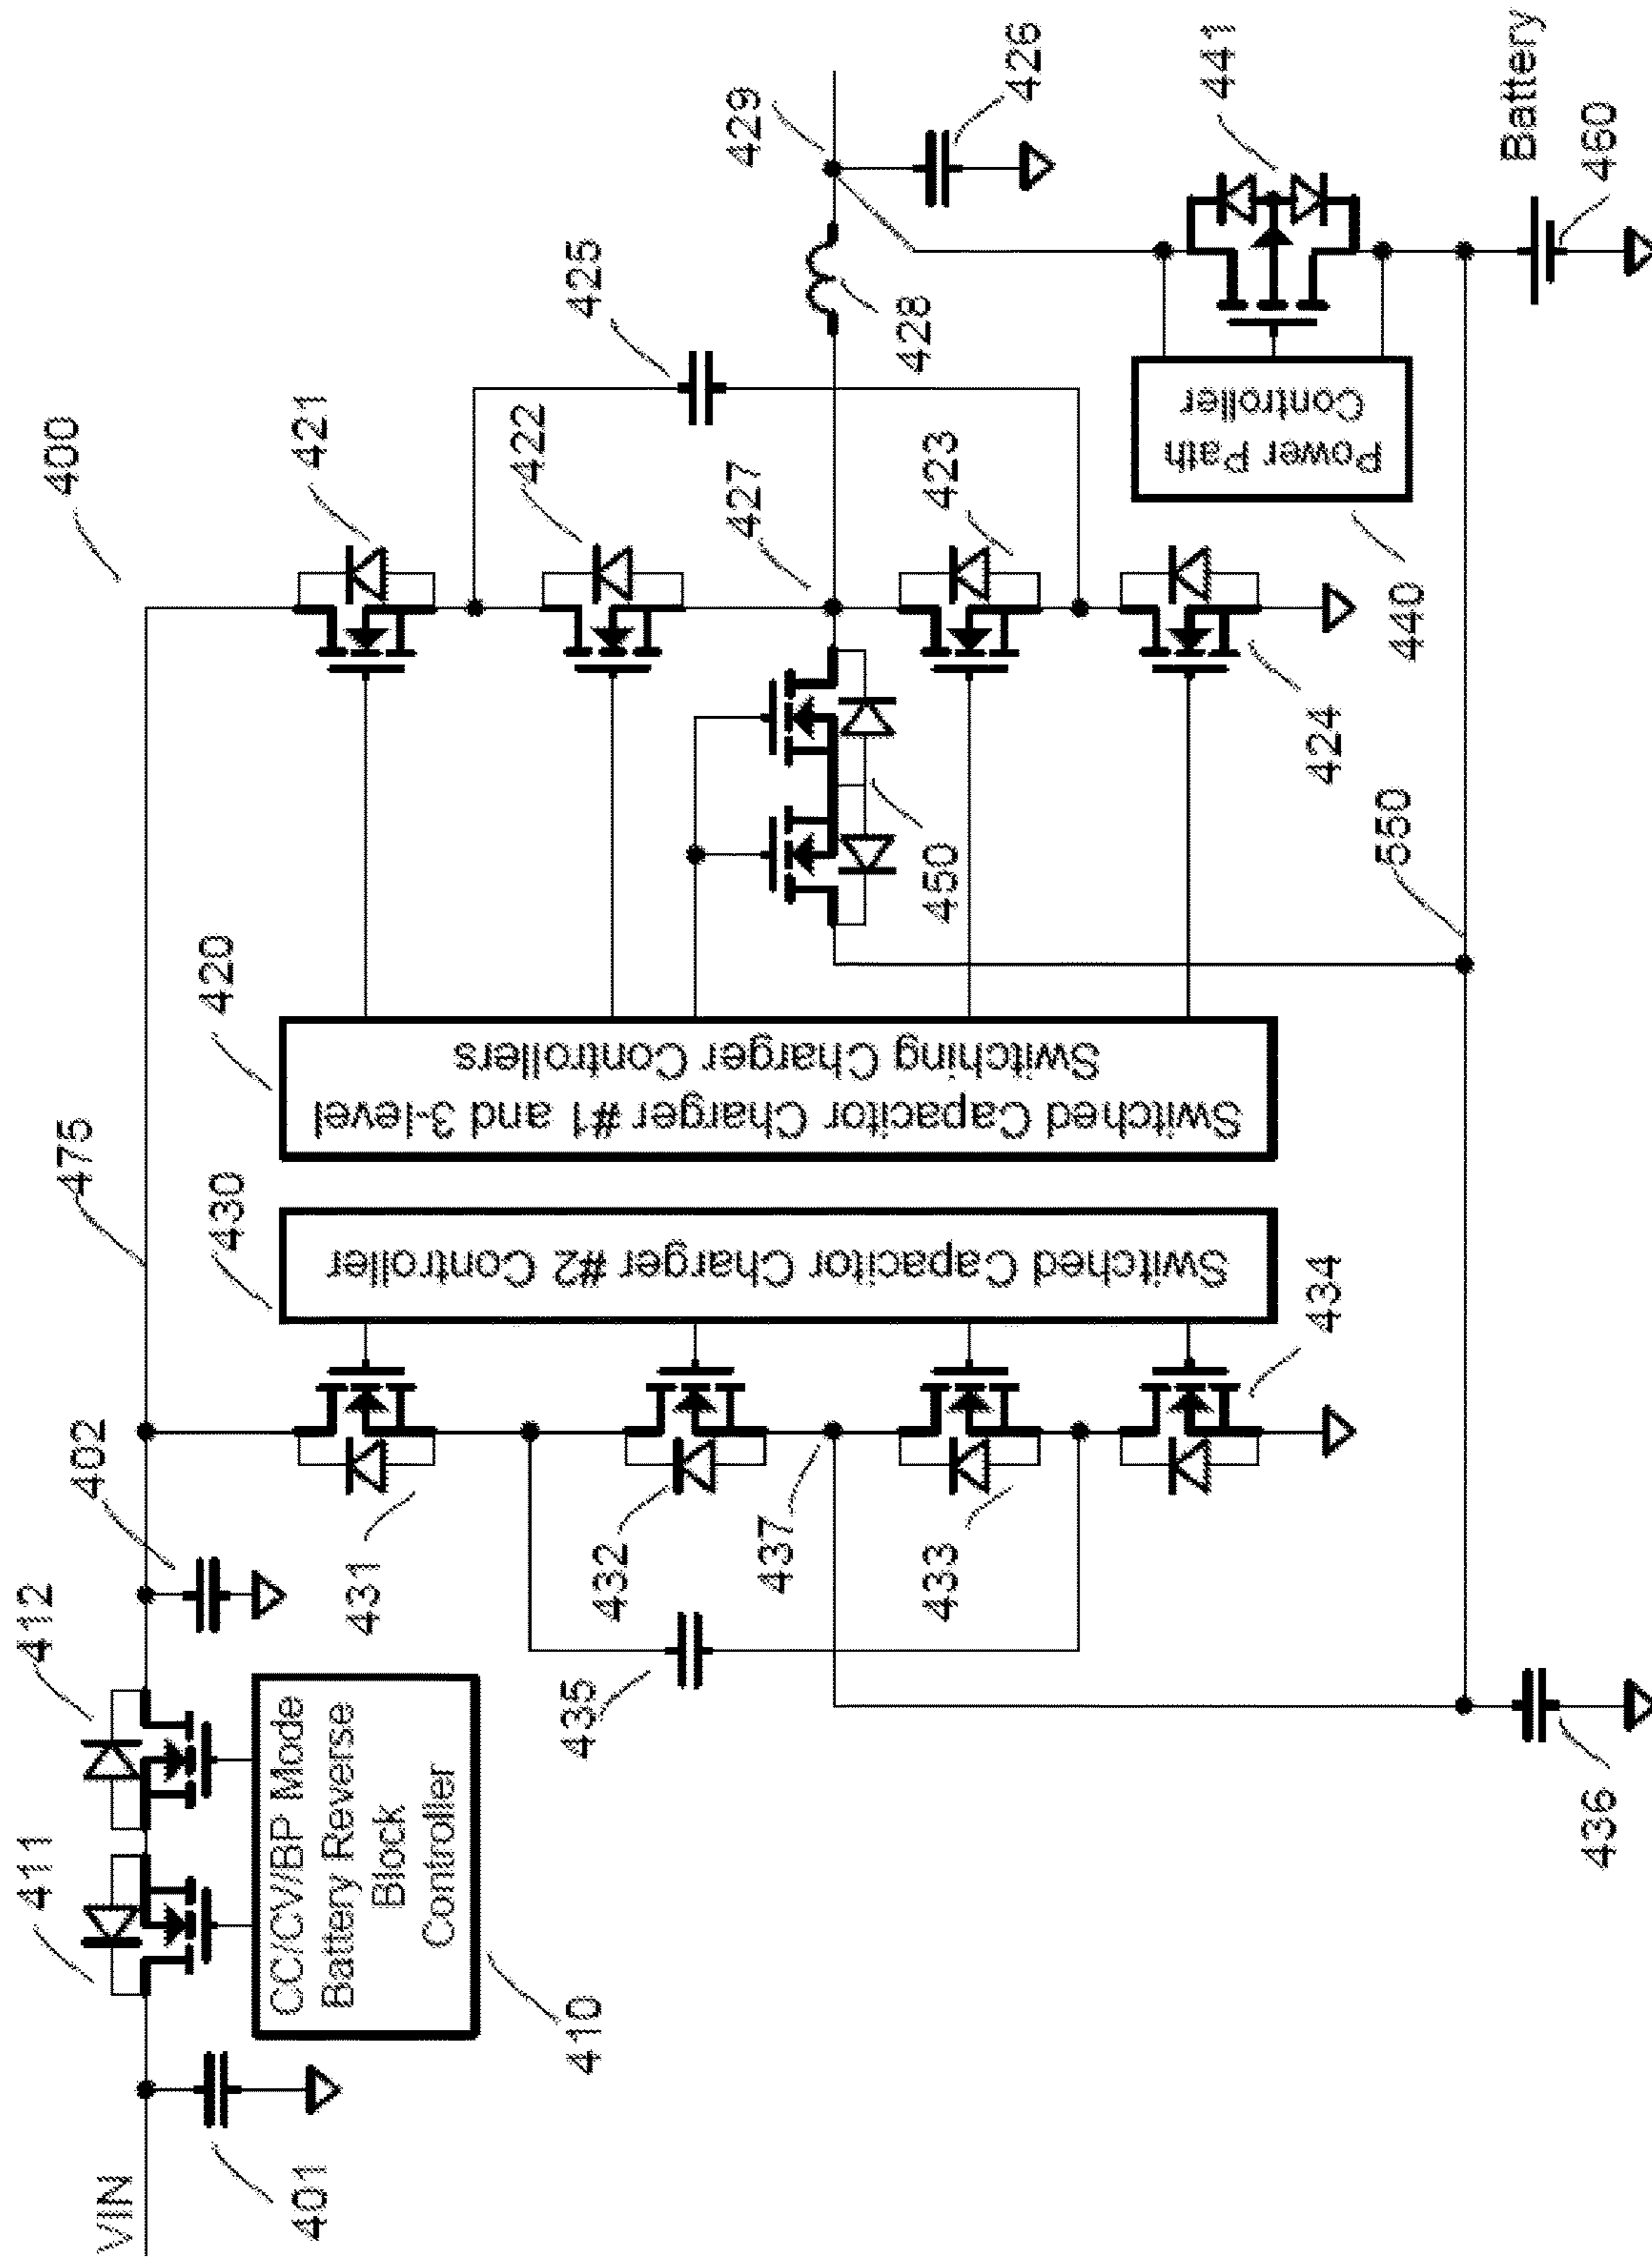 400
VIN
411
412
475
401
CC/CV/BP Mode
Battery Reverse
Block
Controller
410
402
430
420
431
421
Switched Capacitor Charger #2 Controller
Switched Capacitor Charger #1 and 3-level
Switching Charger Controllers
435
432
437
433
434
422
425
427
450
423
424
428
429
426
Power Path
Controller
440
441
436
550
460
Battery